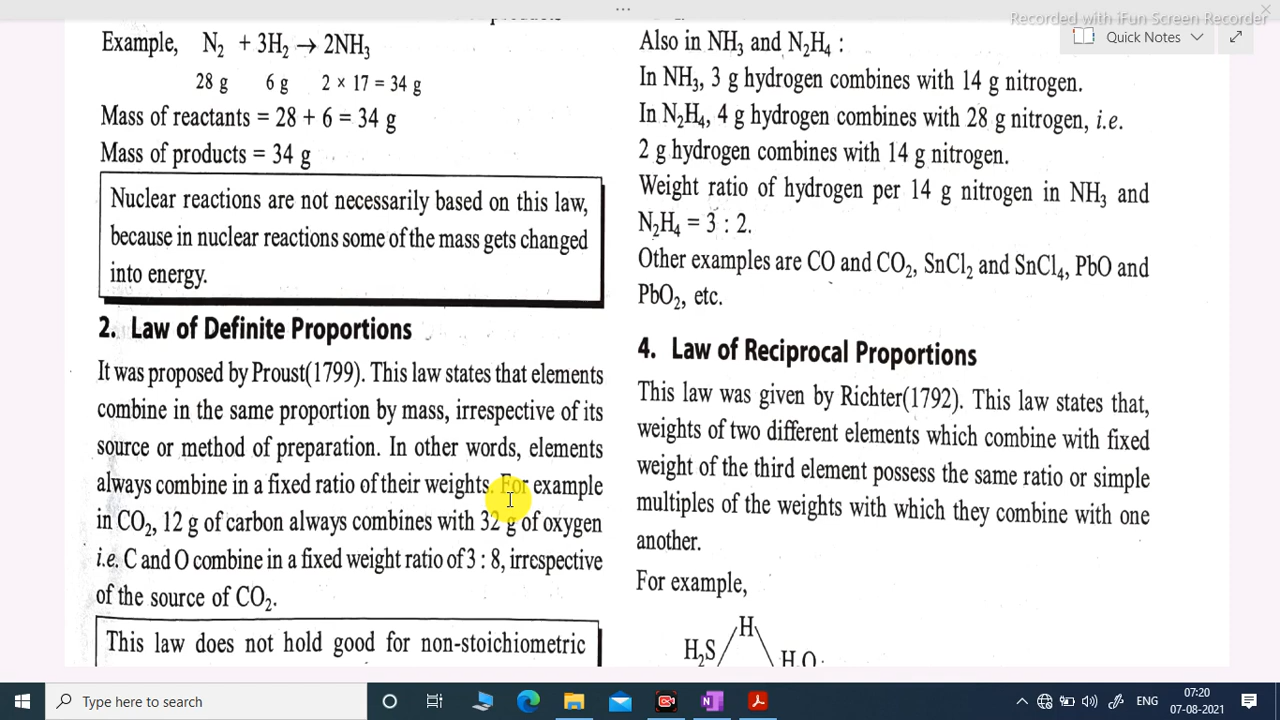 Recorded with iFun Screen Recorder
Quick Notes
Example, N₂ + 3H₂ → 2NH₃
28 g 6 g 2 × 17 = 34 g
Mass of reactants = 28 + 6 = 34 g
Mass of products = 34 g
Nuclear reactions are not necessarily based on this law,
because in nuclear reactions some of the mass gets changed
into energy.
2. Law of Definite Proportions
It was proposed by Proust(1799). This law states that elements
combine in the same proportion by mass, irrespective of its
source or method of preparation. In other words, elements
always combine in a fixed ratio of their weights. For example
in CO₂, 12 g of carbon always combines with 32 g of oxygen
i.e. C and O combine in a fixed weight ratio of 3 : 8, irrespective
of the source of CO₂.
This law does not hold good for non-stoichiometric
Also in NH₃ and N₂H₄ :
In NH₃, 3 g hydrogen combines with 14 g nitrogen.
In N₂H₄, 4 g hydrogen combines with 28 g nitrogen, i.e.
2 g hydrogen combines with 14 g nitrogen.
Weight ratio of hydrogen per 14 g nitrogen in NH₃ and
N₂H₄ = 3 : 2.
Other examples are CO and CO₂, SnCl₂ and SnCl₄, PbO and
PbO₂, etc.
4. Law of Reciprocal Proportions
This law was given by Richter(1792). This law states that,
weights of two different elements which combine with fixed
weight of the third element possess the same ratio or simple
multiples of the weights with which they combine with one
another.
For example,
H
H₂S
H₂O
Type here to search
ENG
07:20
07-08-2021